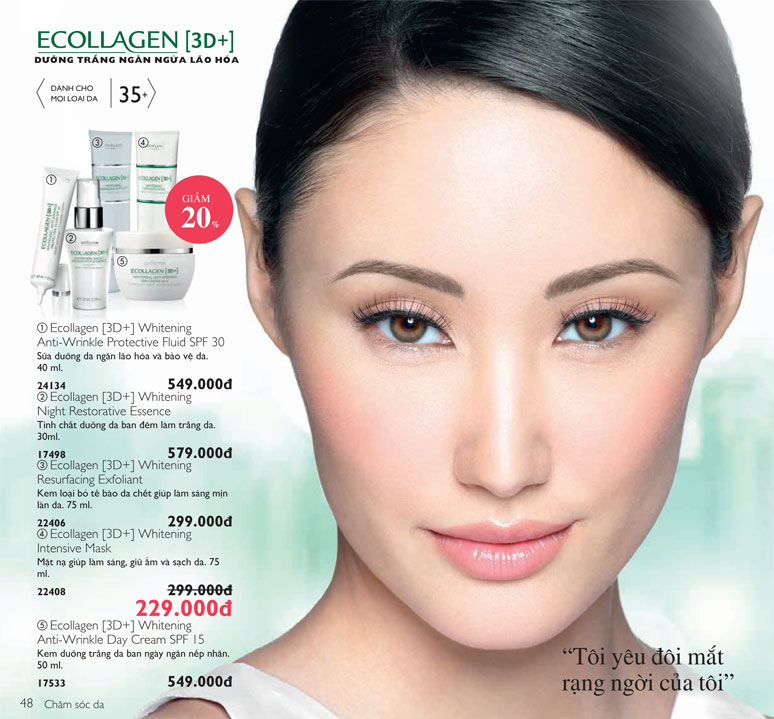 ECOLLAGEN [3D+]
DƯỠNG TRẮNG NGĂN NGỪA LÃO HÓA
DÀNH CHO
MỌI LOẠI DA
35+
③
④
①
②
⑤
ECOLLAGEN [3D+]
GIẢM
20%
① Ecollagen [3D+] Whitening
Anti-Wrinkle Protective Fluid SPF 30
Sữa dưỡng da ngăn lão hóa và bảo vệ da.
40 ml.
24134 549.000đ
② Ecollagen [3D+] Whitening
Night Restorative Essence
Tinh chất dưỡng da ban đêm làm trắng da.
30ml.
17498 579.000đ
③ Ecollagen [3D+] Whitening
Resurfacing Exfoliant
Kem loại bỏ tế bào da chết giúp làm sáng mịn
làn da. 75 ml.
22406 299.000đ
④ Ecollagen [3D+] Whitening
Intensive Mask
Mặt nạ giúp làm sáng, giữ ẩm và sạch da. 75
ml.
22408 299.000đ
229.000đ
⑤ Ecollagen [3D+] Whitening
Anti-Wrinkle Day Cream SPF 15
Kem dưỡng trắng da ban ngày ngăn nếp nhăn.
50 ml.
17533 549.000đ
“Tôi yêu đôi mắt
rạng ngời của tôi”
48 Chăm sóc da